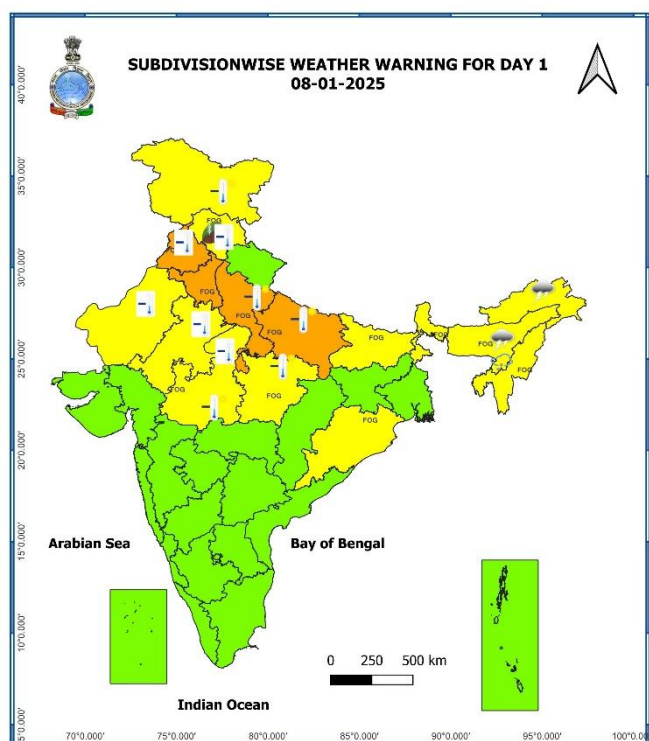 SUBDIVISIONWISE WEATHER WARNING FOR DAY 1
08-01-2025
40°0.000'
35°0.000'
30°0.000'
25°0.000'
20°0.000'
15°0.000'
10°0.000'
5°0.000'
FOG
FOG
FOG
FOG
FOG
FOG
FOG
FOG
FOG
FOG
FOG
Arabian Sea
Bay of Bengal
Indian Ocean
0 250 500 km
70°0.000' 75°0.000' 80°0.000' 85°0.000' 90°0.000' 95°0.000' 100°0.000'